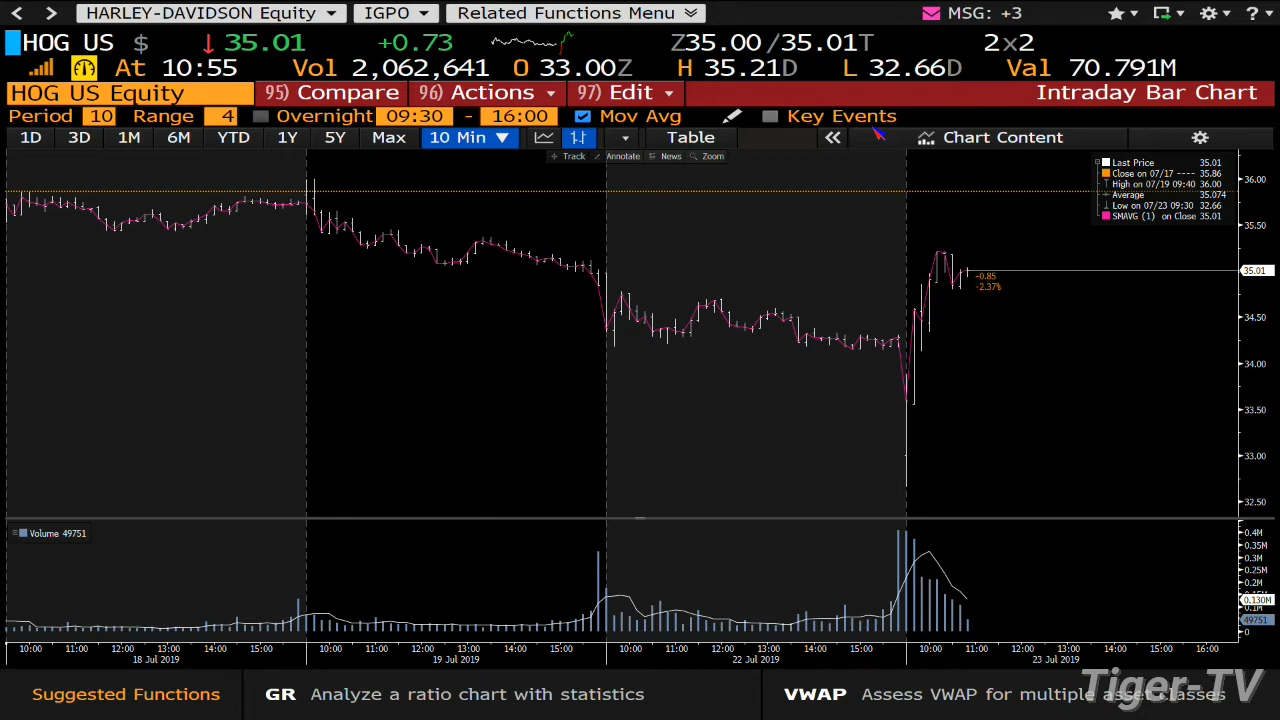 HARLEY-DAVIDSON Equity IGPO Related Functions Menu MSG: +3 ?
HOG US $ ↓ 35.01 +0.73 Z35.00 /35.01T 2x2
At 10:55 Vol 2,062,641 O 33.00Z H 35.21D L 32.66D Val 70.791M
HOG US Equity 95) Compare 96) Actions 97) Edit Intraday Bar Chart
Period 10 Range 4 Overnight 09:30 - 16:00 Mov Avg Key Events
1D 3D 1M 6M YTD 1Y 5Y Max 10 Min ▼ Table « Chart Content
Track Annotate News Zoom
Last Price 35.01
Close on 07/17 ---- 35.86
High on 07/19 09:40 36.00
Average 35.074
Low on 07/23 09:30 32.66
SMAVG (1) on Close 35.01
36.00
35.50
35.01
-0.85
-2.37%
34.50
34.00
33.50
33.00
32.50
Volume 49751
0.4M
0.35M
0.3M
0.25M
0.2M
0.130M
0.1M
49751
0
10:00 11:00 12:00 13:00 14:00 15:00 10:00 11:00 12:00 13:00 14:00 15:00 10:00 11:00 12:00 13:00 14:00 15:00 10:00 11:00 12:00 13:00 14:00 15:00 16:00
18 Jul 2019 19 Jul 2019 22 Jul 2019 23 Jul 2019
Suggested Functions GR Analyze a ratio chart with statistics VWAP Assess VWAP for multiple asset classes
Tiger-TV